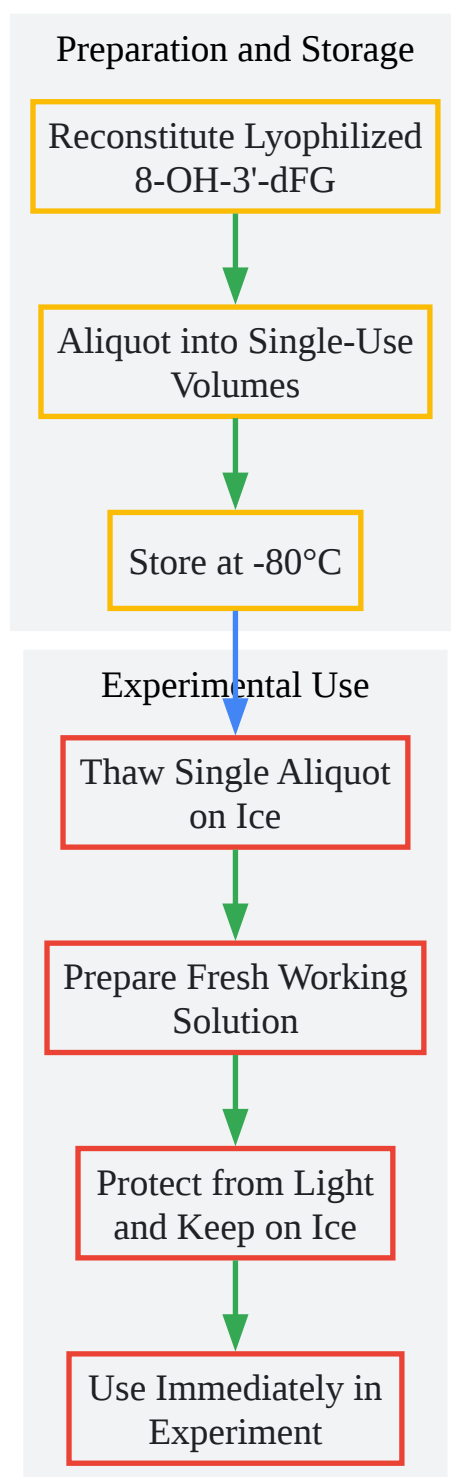 Preparation and Storage
Reconstitute Lyophilized
8-OH-3'-dFG
Aliquot into Single-Use
Volumes
Store at -80°C
Experimental Use
Thaw Single Aliquot
on Ice
Prepare Fresh Working
Solution
Protect from Light
and Keep on Ice
Use Immediately in
Experiment